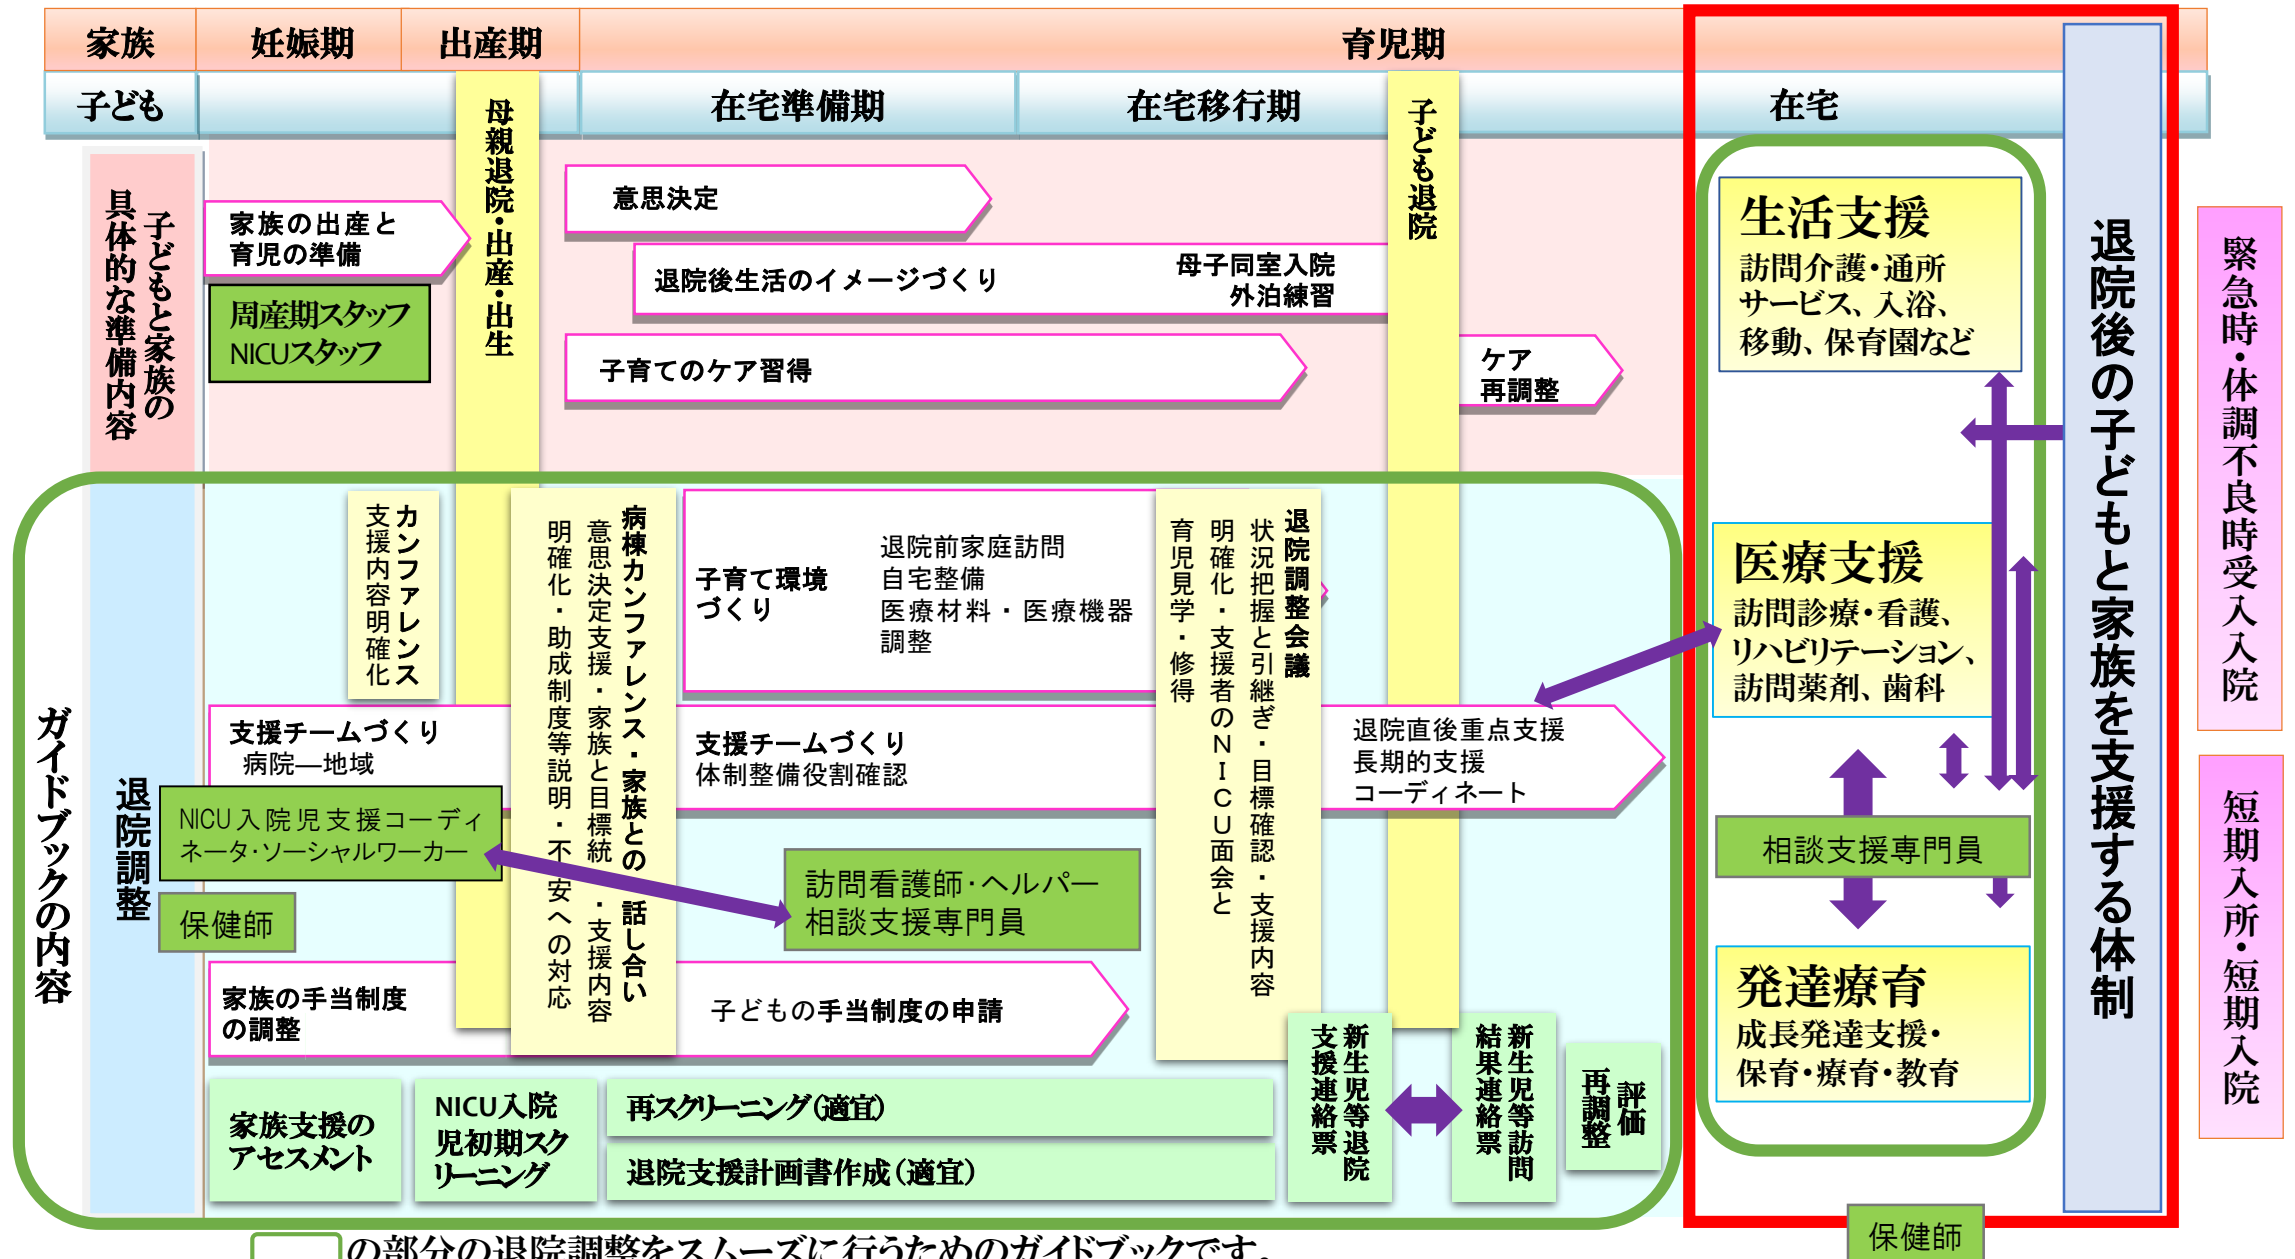 家族
妊娠期
出産期
育児期
子ども
在宅準備期
在宅移行期
在宅
母親退院・出産・出生
子ども退院
子どもと家族の
具体的な準備内容
家族の出産と
育児の準備
周産期スタッフ
NICUスタッフ
意思決定
退院後生活のイメージづくり
母子同室入院
外泊練習
子育てのケア習得
ケア
再調整
ガイドブックの内容
退院調整
カンファレンス
支援内容明確化
病棟カンファレンス・家族との話し合い
意思決定支援・家族と目標統一・支援内容
明確化・助成制度等説明・不安への対応
子育て環境
づくり
退院前家庭訪問
自宅整備
医療材料・医療機器
調整
退院調整会議
状況把握と引継ぎ・目標確認・支援内容
明確化・支援者のNICU面会と
育児見学・修得
支援チームづくり
病院―地域
支援チームづくり
体制整備役割確認
退院直後重点支援
長期的支援
コーディネート
NICU入院児支援コーディ
ネータ・ソーシャルワーカー
保健師
訪問看護師・ヘルパー
相談支援専門員
家族の手当制度
の調整
子どもの手当制度の申請
家族支援の
アセスメント
NICU入院
児初期スク
リーニング
再スクリーニング（適宜）
退院支援計画書作成（適宜）
新生児等退院
支援連絡票
新生児等訪問
結果連絡票
評価
再調整
生活支援
訪問介護・通所
サービス、入浴、
移動、保育園など
医療支援
訪問診療・看護、
リハビリテーション、
訪問薬剤、歯科
相談支援専門員
発達療育
成長発達支援・
保育・療育・教育
退院後の子どもと家族を支援する体制
緊急時・体調不良時受入入院
短期入所・短期入院
保健師
の部分の退院調整をスムーズに行うためのガイドブックです。